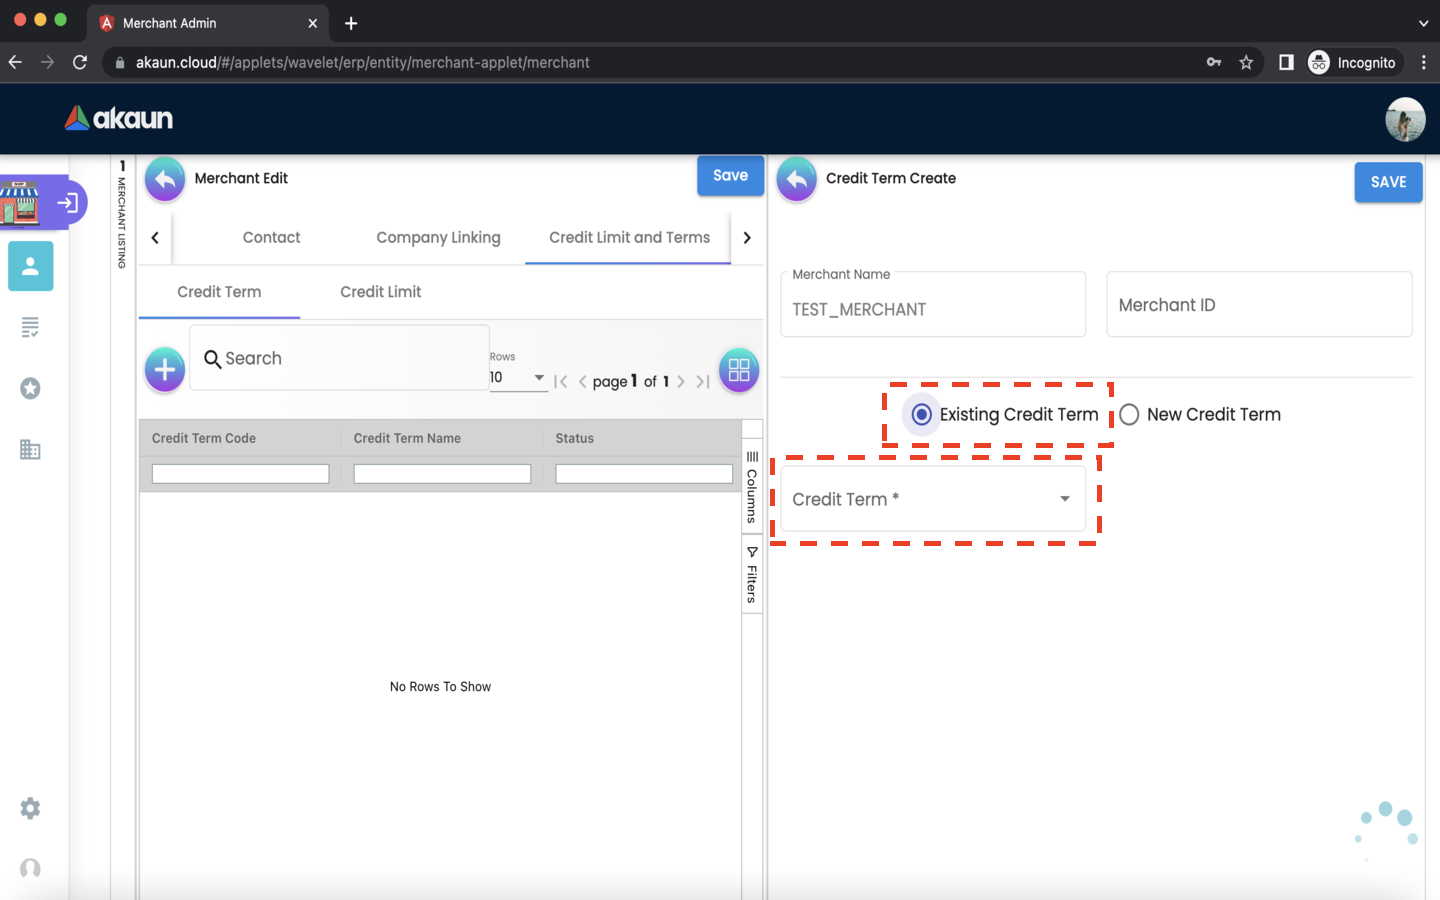 Merchant Admin
akaun.cloud/#/applets/wavelet/erp/entity/merchant-applet/merchant
Incognito
akaun
1 MERCHANT LISTING
Merchant Edit
Save
Contact
Company Linking
Credit Limit and Terms
Credit Term
Credit Limit
Search
Rows
10
page 1 of 1
Credit Term Code
Credit Term Name
Status
Columns
Filters
No Rows To Show
Credit Term Create
SAVE
Merchant Name
TEST_MERCHANT
Merchant ID
Existing Credit Term
New Credit Term
Credit Term *